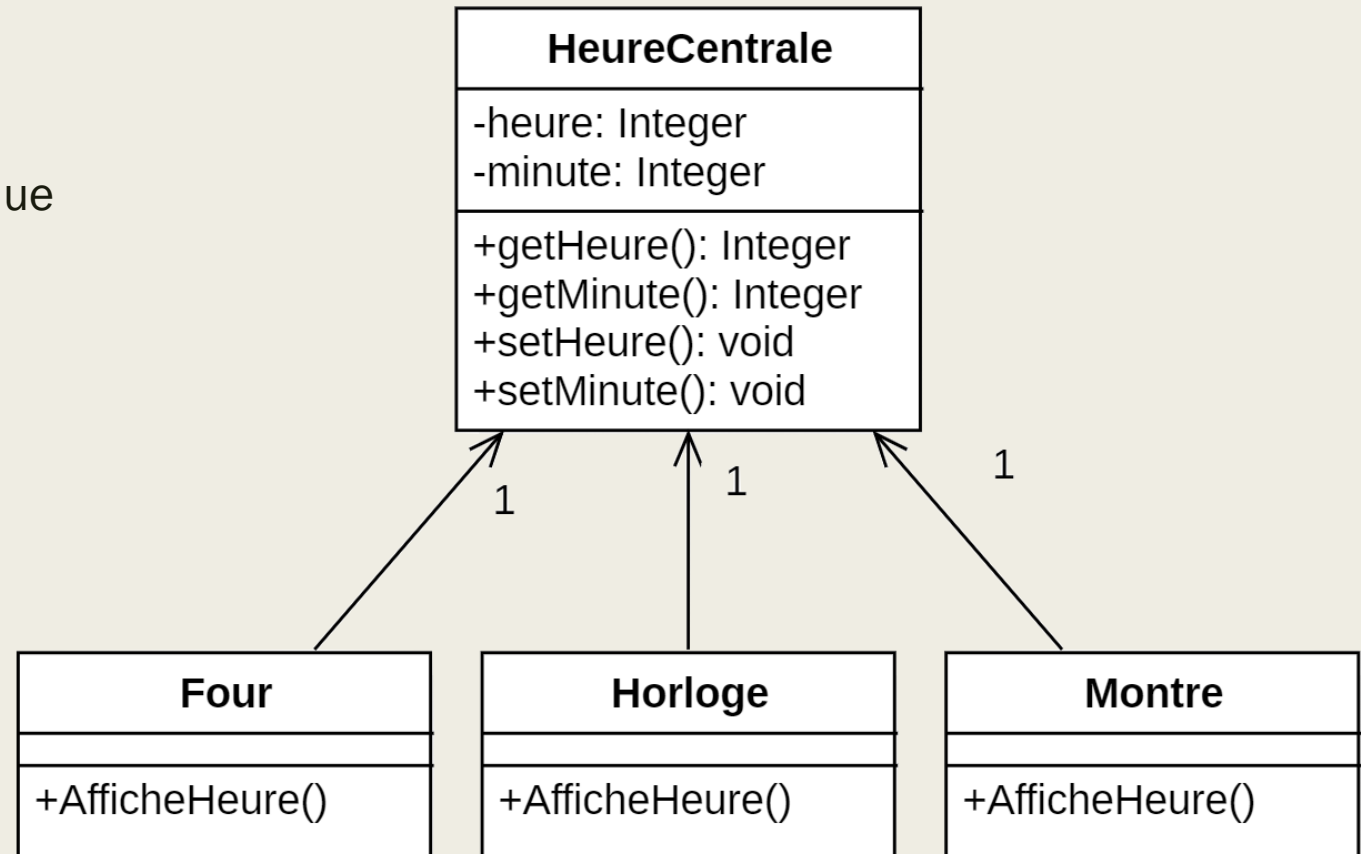 HeureCentrale
-heure: Integer
-minute: Integer
ue
+getHeure(): Integer
+getMinute(): Integer
+setHeure(): void
+setMinute(): void
1
1
1
Four
Horloge
Montre
+AfficheHeure()
+AfficheHeure()
+AfficheHeure()